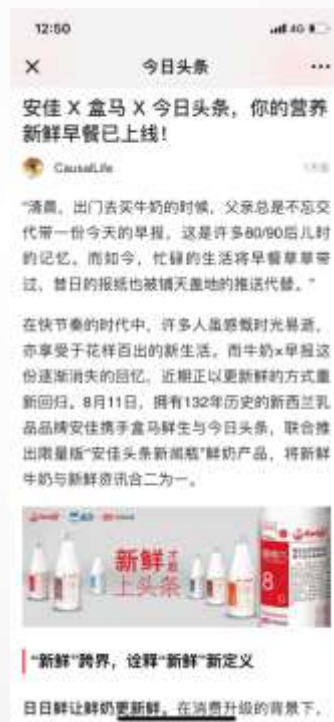 12:50
4G
今日头条
安佳 X 盒马 X 今日头条，你的营养
新鲜早餐已上线！
CausalLife
“清晨，出门去买牛奶的时候，父亲总是不忘交
代带一份今天的早报，这是许多80/90后儿时
的记忆。而如今，忙碌的生活将早餐草草带
过，昔日的报纸也被铺天盖地的推送代替。”
在快节奏的时代中，许多人虽感慨时光易逝，
亦享受于花样百出的新生活。而牛奶x早报这
份逐渐消失的回忆，近期正以更新鲜的方式重
新回归。8月11日，拥有132年历史的新西兰乳
品品牌安佳携手盒马鲜生与今日头条，联合推
出限量版“安佳头条新闻瓶”鲜奶产品，将新鲜
牛奶与新鲜资讯合二为一。
新鲜才能
上头条
8
“新鲜”跨界，诠释“新鲜”新定义
日日鲜让鲜奶更新鲜。在消费升级的背景下，